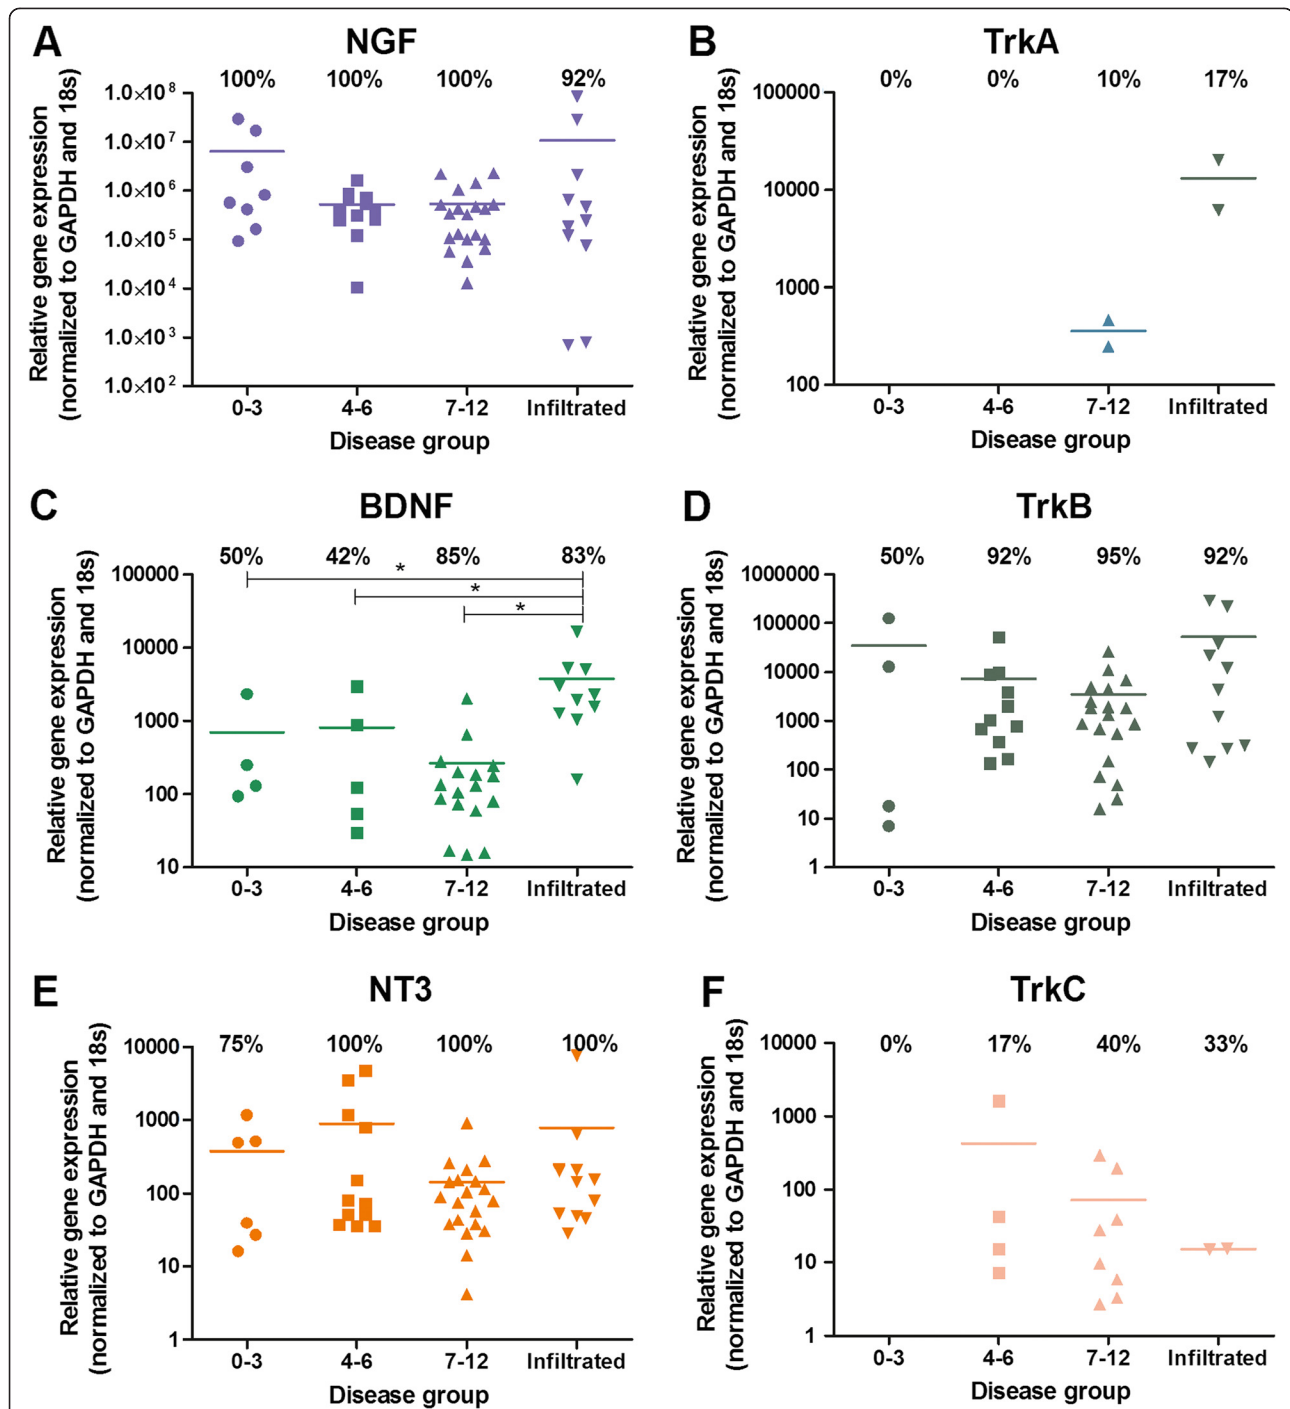 A
NGF
Relative gene expression
(normalized to GAPDH and 18s)
100% 100% 100% 92%
1.0×10⁸
1.0×10⁷
1.0×10⁶
1.0×10⁵
1.0×10⁴
1.0×10³
1.0×10²
0-3 4-6 7-12 Infiltrated
Disease group
B
TrkA
Relative gene expression
(normalized to GAPDH and 18s)
0% 0% 10% 17%
100000
10000
1000
100
0-3 4-6 7-12 Infiltrated
Disease group
C
BDNF
Relative gene expression
(normalized to GAPDH and 18s)
50% 42% 85% 83%
*
*
*
100000
10000
1000
100
10
0-3 4-6 7-12 Infiltrated
Disease group
D
TrkB
Relative gene expression
(normalized to GAPDH and 18s)
50% 92% 95% 92%
1000000
100000
10000
1000
100
10
1
0-3 4-6 7-12 Infiltrated
Disease group
E
NT3
Relative gene expression
(normalized to GAPDH and 18s)
75% 100% 100% 100%
10000
1000
100
10
1
0-3 4-6 7-12 Infiltrated
Disease group
F
TrkC
Relative gene expression
(normalized to GAPDH and 18s)
0% 17% 40% 33%
10000
1000
100
10
1
0-3 4-6 7-12 Infiltrated
Disease group